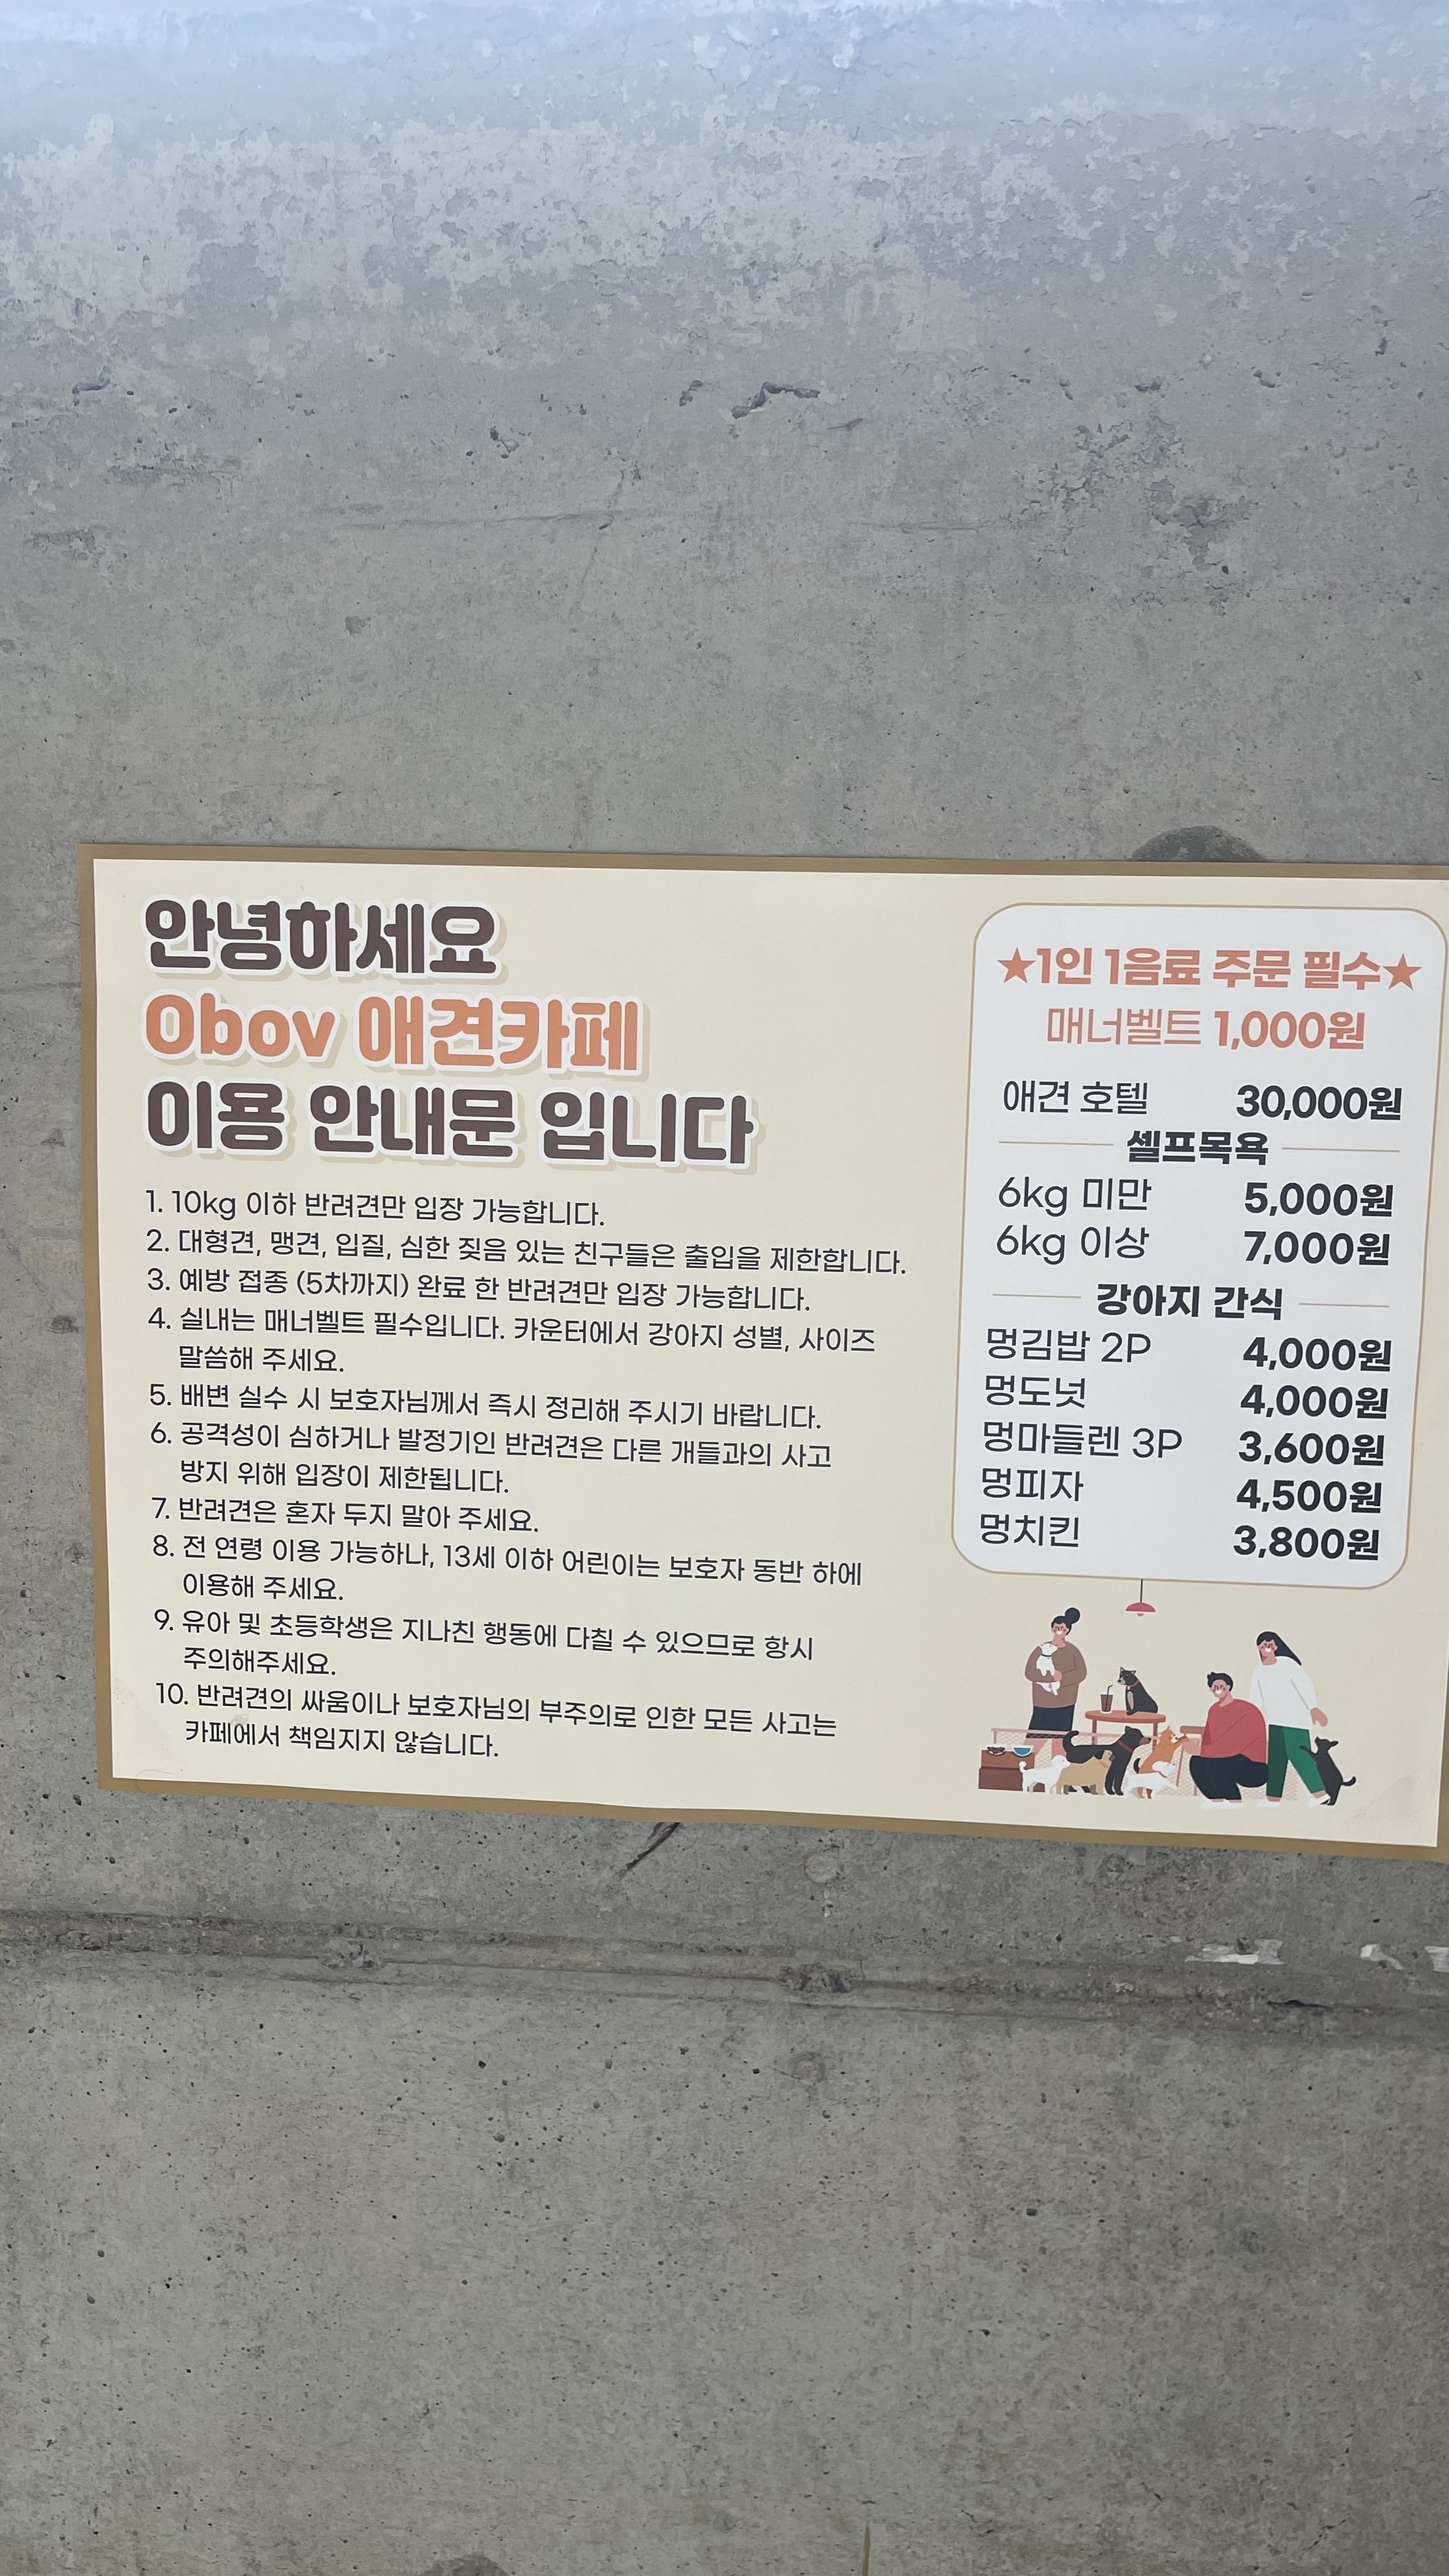 안녕하세요
Obov 애견카페
이용 안내문 입니다
1. 10kg 이하 반려견만 입장 가능합니다.
2. 대형견, 맹견, 입질, 심한 짖음 있는 친구들은 출입을 제한합니다.
3. 예방 접종 (5차까지) 완료 한 반려견만 입장 가능합니다.
4. 실내는 매너벨트 필수입니다. 카운터에서 강아지 성별, 사이즈
말씀해 주세요.
5. 배변 실수 시 보호자님께서 즉시 정리해 주시기 바랍니다.
6. 공격성이 심하거나 발정기인 반려견은 다른 개들과의 사고
방지 위해 입장이 제한됩니다.
7. 반려견은 혼자 두지 말아 주세요.
8. 전 연령 이용 가능하나, 13세 이하 어린이는 보호자 동반 하에
이용해 주세요.
9. 유아 및 초등학생은 지나친 행동에 다칠 수 있으므로 항시
주의해주세요.
10. 반려견의 싸움이나 보호자님의 부주의로 인한 모든 사고는
카페에서 책임지지 않습니다.
★1인 1음료 주문 필수★
매너벨트 1,000원
애견 호텔 30,000원
셀프목욕
6kg 미만 5,000원
6kg 이상 7,000원
강아지 간식
멍김밥 2P 4,000원
멍도넛 4,000원
멍마들렌 3P 3,600원
멍피자 4,500원
멍치킨 3,800원